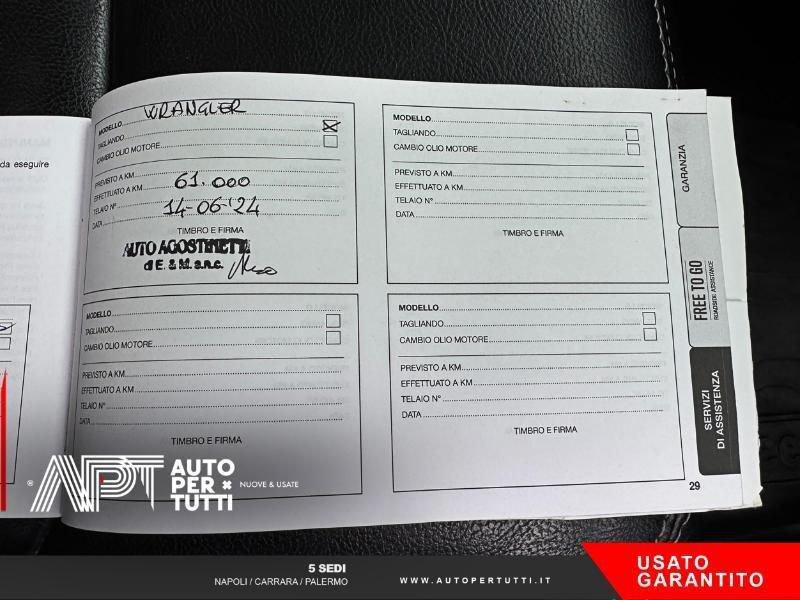 da eseguire
WRANGLER
MODELLO
TAGLIANDO
CAMBIO OLIO MOTORE
PREVISTO A KM
EFFETTUATO A KM 61.000
TELAIO N°
DATA 14-06-'24
TIMBRO E FIRMA
AUTO AGOSTINETTI
di E. & M. s.n.c.
MODELLO
TAGLIANDO
CAMBIO OLIO MOTORE
PREVISTO A KM
EFFETTUATO A KM
TELAIO N°
DATA
TIMBRO E FIRMA
MODELLO
TAGLIANDO
CAMBIO OLIO MOTORE
PREVISTO A KM
EFFETTUATO A KM
TELAIO N°
DATA
TIMBRO E FIRMA
MODELLO
TAGLIANDO
CAMBIO OLIO MOTORE
PREVISTO A KM
EFFETTUATO A KM
TELAIO N°
DATA
TIMBRO E FIRMA
GARANZIA
FREE TO GO
ROADSIDE ASSISTANCE
SERVIZI
DI ASSISTENZA
29
® APT
AUTO
PER
TUTTI
NUOVE & USATE
5 SEDI
NAPOLI / CARRARA / PALERMO
WWW.AUTOPERTUTTI.IT
USATO
GARANTITO